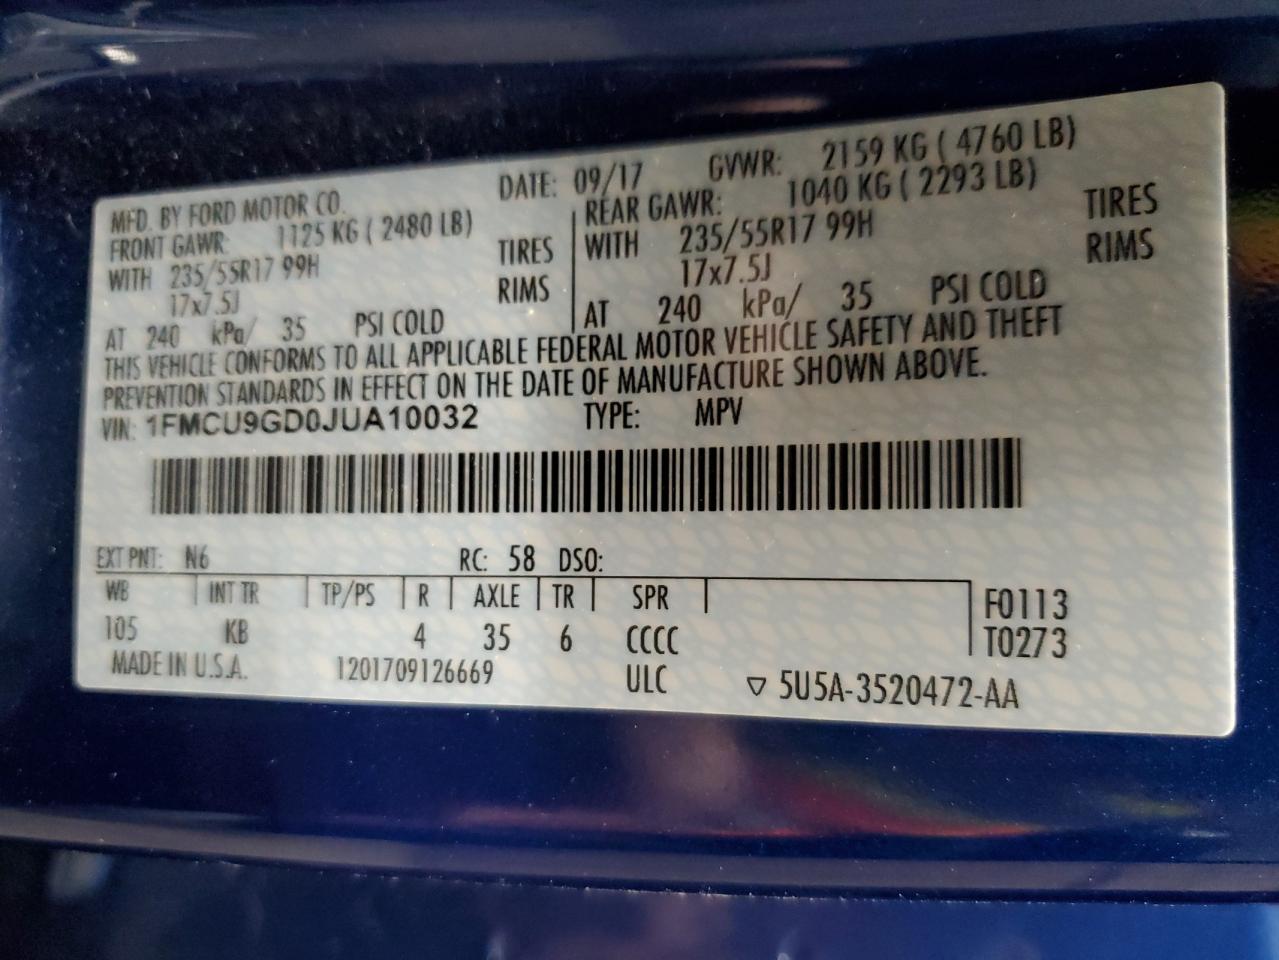 MFD. BY FORD MOTOR CO. DATE: 09/17 GVWR: 2159 KG ( 4760 LB)
FRONT GAWR: 1125 KG ( 2480 LB) REAR GAWR: 1040 KG ( 2293 LB)
WITH 235/55R17 99H TIRES WITH 235/55R17 99H TIRES
17x7.5J RIMS 17x7.5J RIMS
AT 240 kPa/ 35 PSI COLD AT 240 kPa/ 35 PSI COLD
THIS VEHICLE CONFORMS TO ALL APPLICABLE FEDERAL MOTOR VEHICLE SAFETY AND THEFT
PREVENTION STANDARDS IN EFFECT ON THE DATE OF MANUFACTURE SHOWN ABOVE.
VIN: 1FMCU9GD0JUA10032 TYPE: MPV
EXT PNT: N6 RC: 58 DSO:
WB INT TR TP/PS R AXLE TR SPR F0113
105 KB 4 35 6 CCCC T0273
MADE IN U.S.A. 1201709126669 ULC ▽ 5U5A-3520472-AA